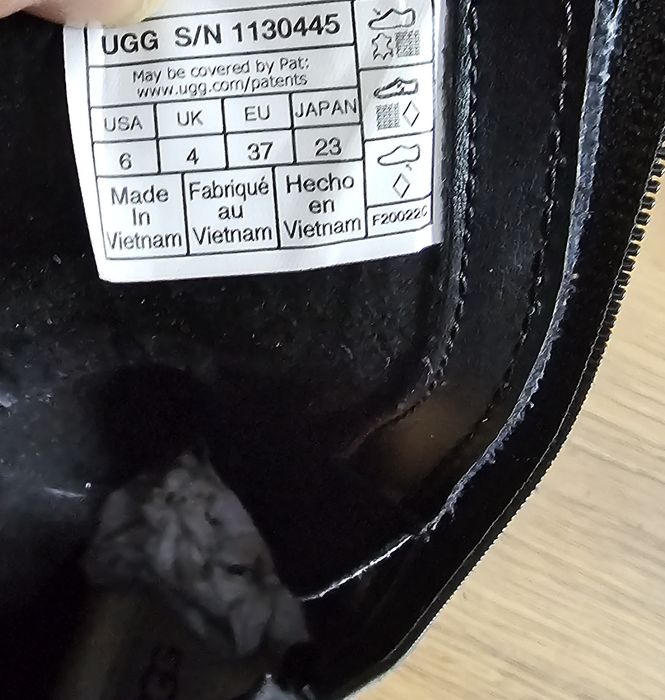 UGG S/N 1130445
May be covered by Pat:
www.ugg.com/patents
USA UK EU JAPAN
6 4 37 23
Made
In
Vietnam
Fabriqué
au
Vietnam
Hecho
en
Vietnam